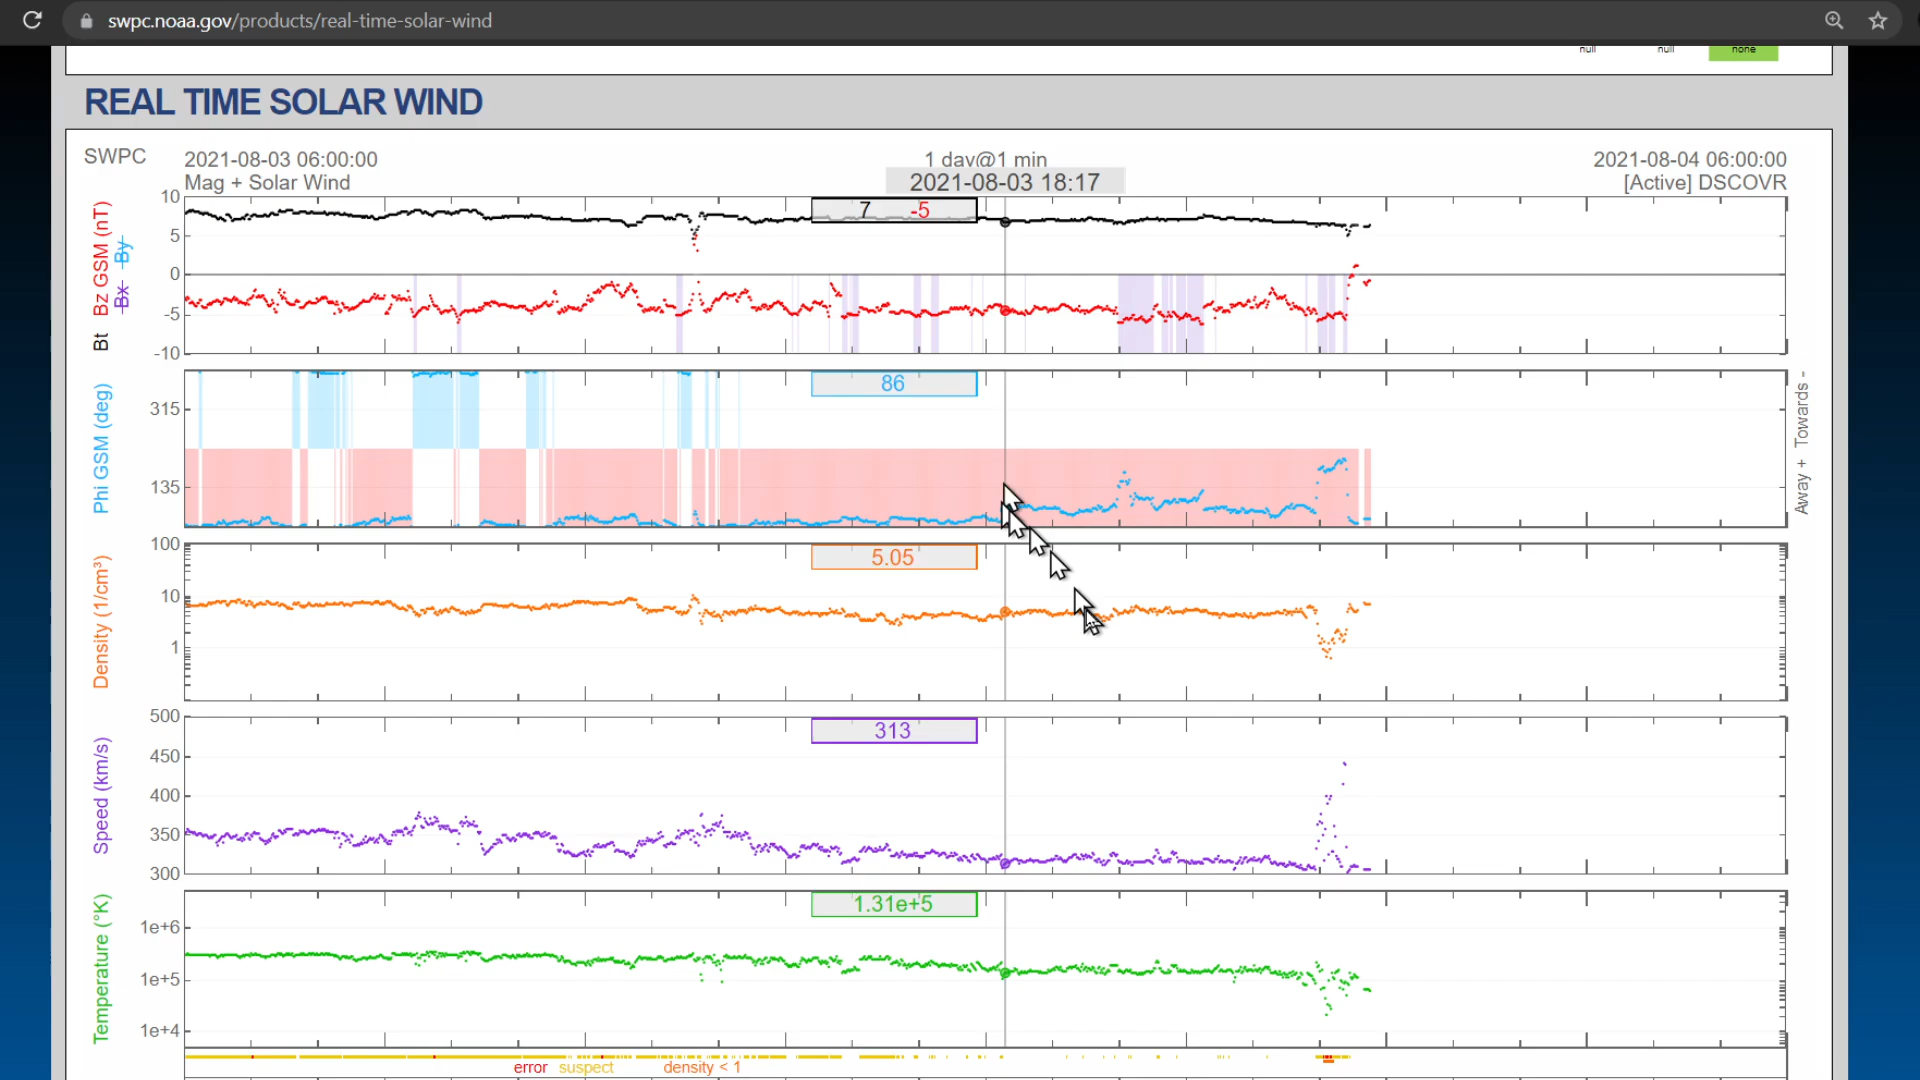 swpc.noaa.gov/products/real-time-solar-wind
null null none
REAL TIME SOLAR WIND
SWPC 2021-08-03 06:00:00 1 day@1 min 2021-08-04 06:00:00
Mag + Solar Wind 2021-08-03 18:17 [Active] DSCOVR
Bt Bz GSM (nT)
Bx By
10
5
0
-5
-10
7 -5
Phi GSM (deg)
315
135
86
Away + Towards -
Density (1/cm³)
100
10
1
5.05
Speed (km/s)
500
450
400
350
300
313
Temperature (°K)
1e+6
1e+5
1e+4
1.31e+5
error suspect density < 1